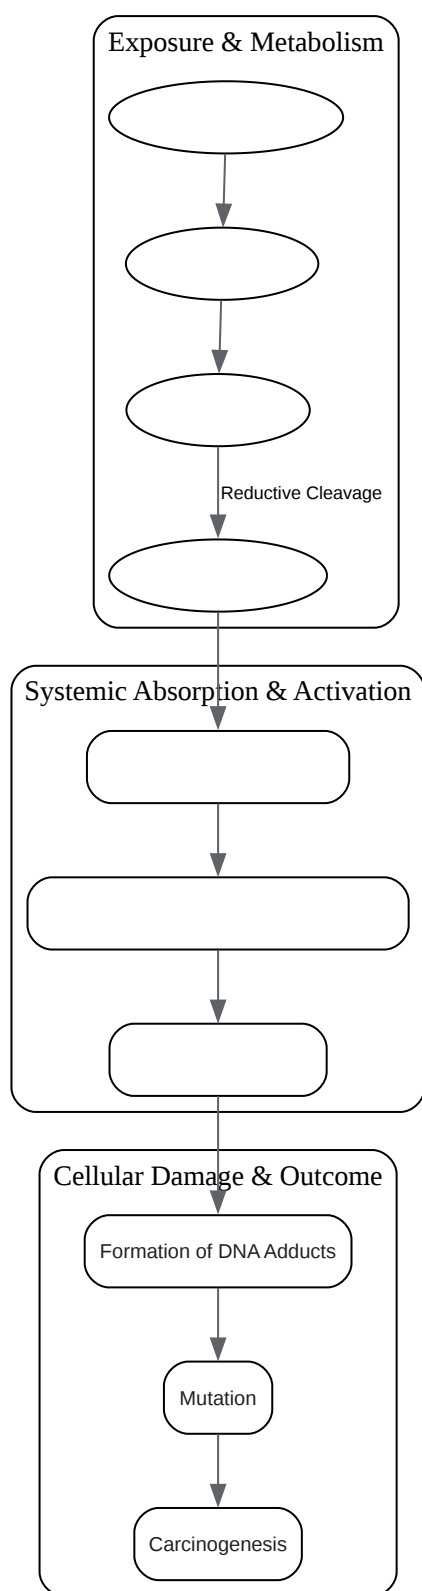 Exposure & Metabolism
Reductive Cleavage
Systemic Absorption & Activation
Cellular Damage & Outcome
Formation of DNA Adducts
Mutation
Carcinogenesis